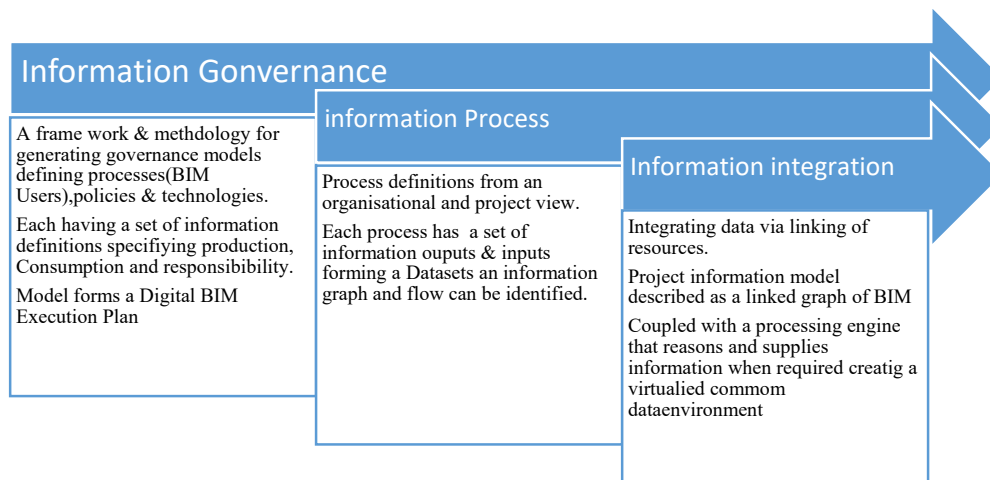 Information Gonvernance
A frame work & methdology for
generating governance models
defining processes(BIM
Users),policies & technologies.
Each having a set of information
definitions specifiying production,
Consumption and responsibibility.
Model forms a Digital BIM
Execution Plan
information Process
Process definitions from an
organisational and project view.
Each process has a set of
information ouputs & inputs
forming a Datasets an information
graph and flow can be identified.
Information integration
Integrating data via linking of
resources.
Project information model
described as a linked graph of BIM
Coupled with a processing engine
that reasons and supplies
information when required creatig a
virtualied commom
dataenvironment